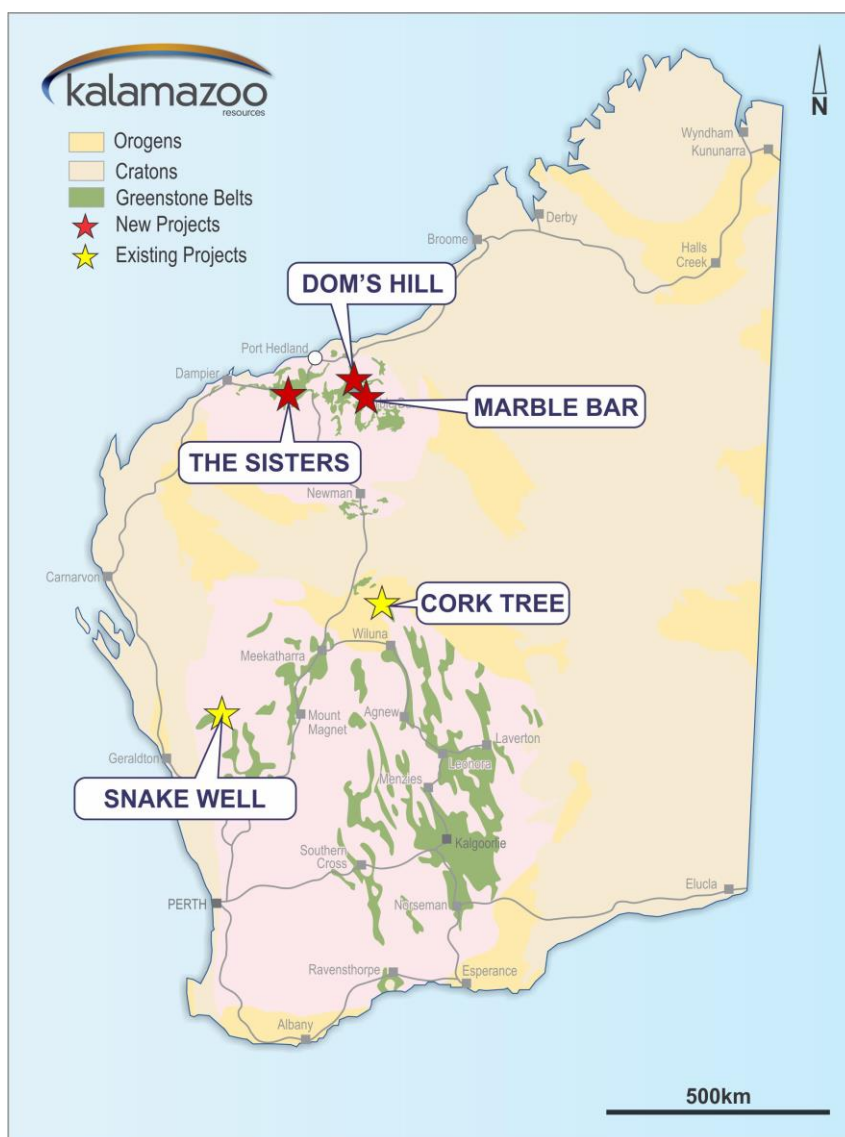 kalamazoo
resources
N
Orogens
Cratons
Greenstone Belts
New Projects
Existing Projects
Wyndham
Kununarra
Derby
Broome
Halls
Creek
DOM'S HILL
Port Hedland
Dampier
MARBLE BAR
THE SISTERS
Newman
Carnarvon
CORK TREE
Wiluna
Meekatharra
Mount
Magnet
Agnew
Laverton
Leonora
Geraldton
Menzies
SNAKE WELL
Kalgoorlie
Southern
Cross
Elucla
PERTH
Norseman
Ravensthorpe
Esperance
Albany
500km